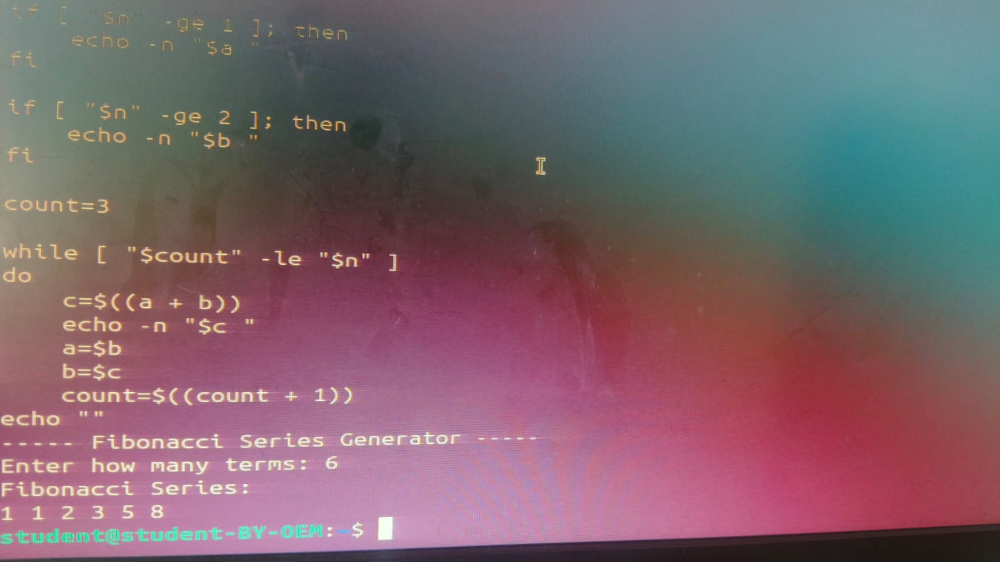 if [ "$n" -ge 1 ]; then
    echo -n "$a "
fi

if [ "$n" -ge 2 ]; then
    echo -n "$b "
fi

count=3

while [ "$count" -le "$n" ]
do
    c=$((a + b))
    echo -n "$c "
    a=$b
    b=$c
    count=$((count + 1))
echo ""
----- Fibonacci Series Generator -----
Enter how many terms: 6
Fibonacci Series:
1 1 2 3 5 8
student@student-BY-OEM:~$